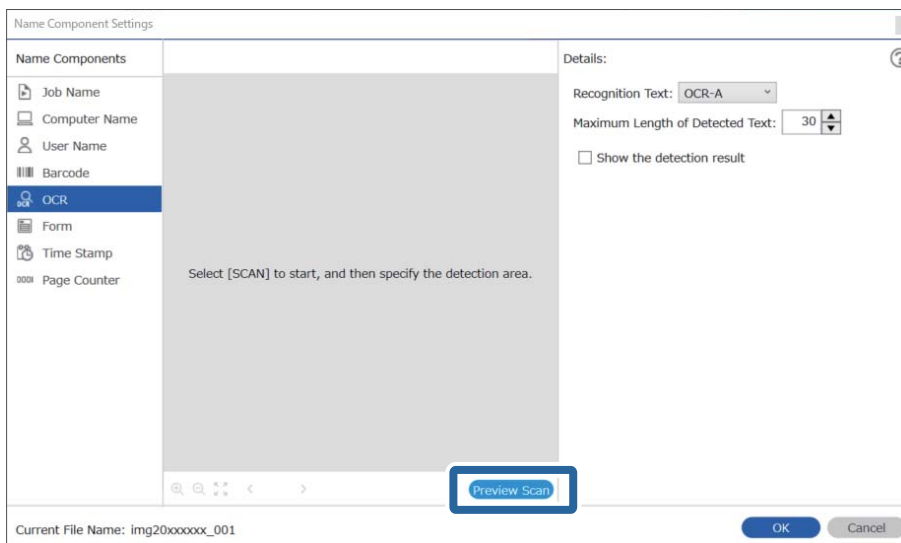 Name Component Settings
Name Components
Job Name
Computer Name
User Name
Barcode
OCR
OCR
Form
Time Stamp
0001 Page Counter
Select [SCAN] to start, and then specify the detection area.
Preview Scan
Details:
?
Recognition Text: OCR-A
Maximum Length of Detected Text: 30
Show the detection result
Current File Name: img20xxxxxx_001
OK
Cancel